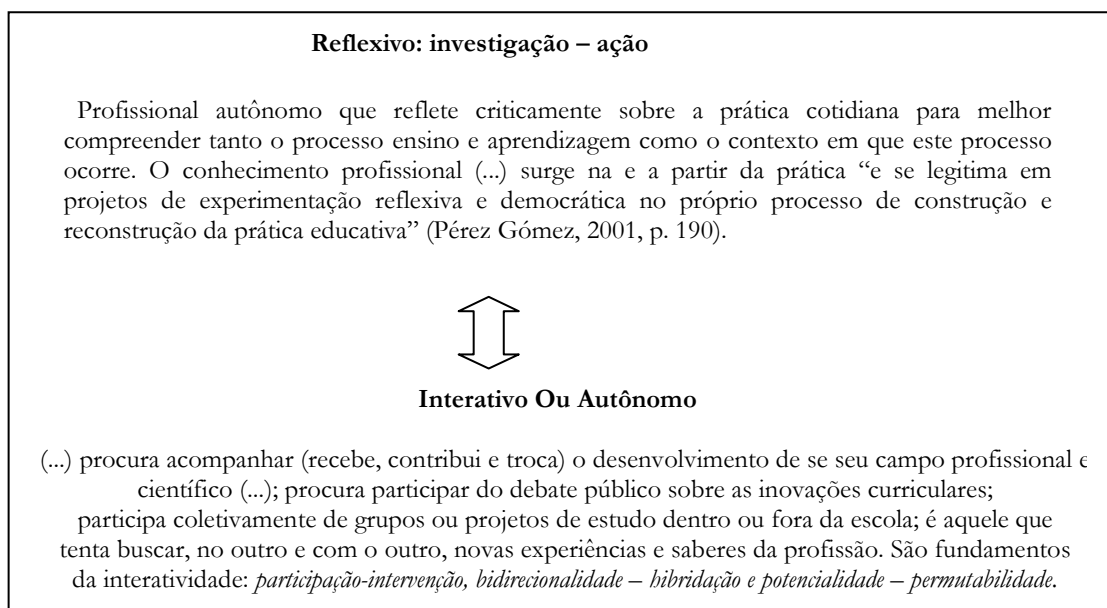 Reflexivo: investigação – ação
Profissional autônomo que reflete criticamente sobre a prática cotidiana para melhor
compreender tanto o processo ensino e aprendizagem como o contexto em que este processo
ocorre. O conhecimento profissional (...) surge na e a partir da prática “e se legitima em
projetos de experimentação reflexiva e democrática no próprio processo de construção e
reconstrução da prática educativa” (Pérez Gómez, 2001, p. 190).
Interativo Ou Autônomo
(...) procura acompanhar (recebe, contribui e troca) o desenvolvimento de se seu campo profissional e
científico (...); procura participar do debate público sobre as inovações curriculares;
participa coletivamente de grupos ou projetos de estudo dentro ou fora da escola; é aquele que
tenta buscar, no outro e com o outro, novas experiências e saberes da profissão. São fundamentos
da interatividade: participação-intervenção, bidirecionalidade – hibridação e potencialidade – permutabilidade.